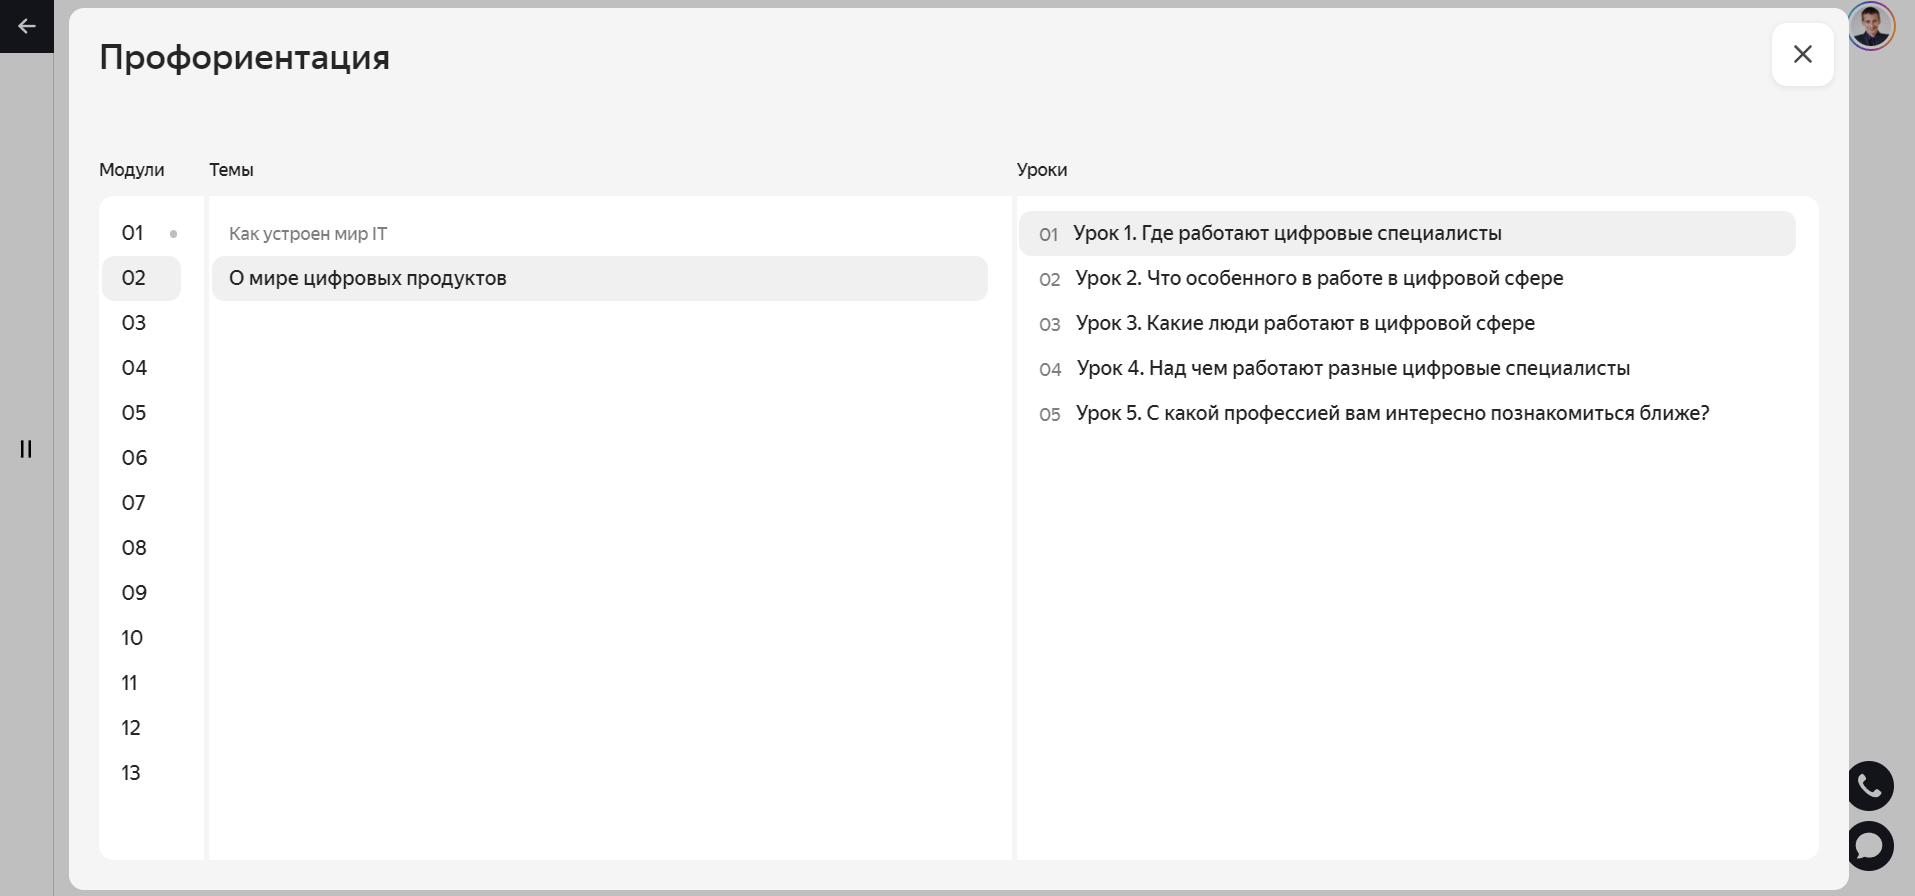 Профориентация
Модули Темы Уроки
01 Как устроен мир IT 01 Урок 1. Где работают цифровые специалисты
02 О мире цифровых продуктов 02 Урок 2. Что особенного в работе в цифровой сфере
03 03 Урок 3. Какие люди работают в цифровой сфере
04 04 Урок 4. Над чем работают разные цифровые специалисты
05 05 Урок 5. С какой профессией вам интересно познакомиться ближе?
06
07
08
09
10
11
12
13